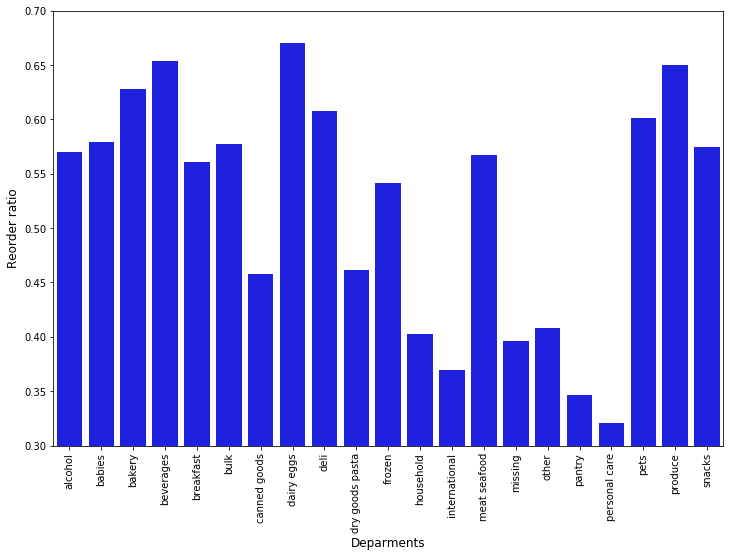 0.70
0.65
0.60
0.55
0.50
0.45
0.40
0.35
0.30
Reorder ratio
alcohol
babies
bakery
beverages
breakfast
bulk
canned goods
dairy eggs
deli
dry goods pasta
frozen
household
international
meat seafood
missing
other
pantry
personal care
pets
produce
snacks
Deparments